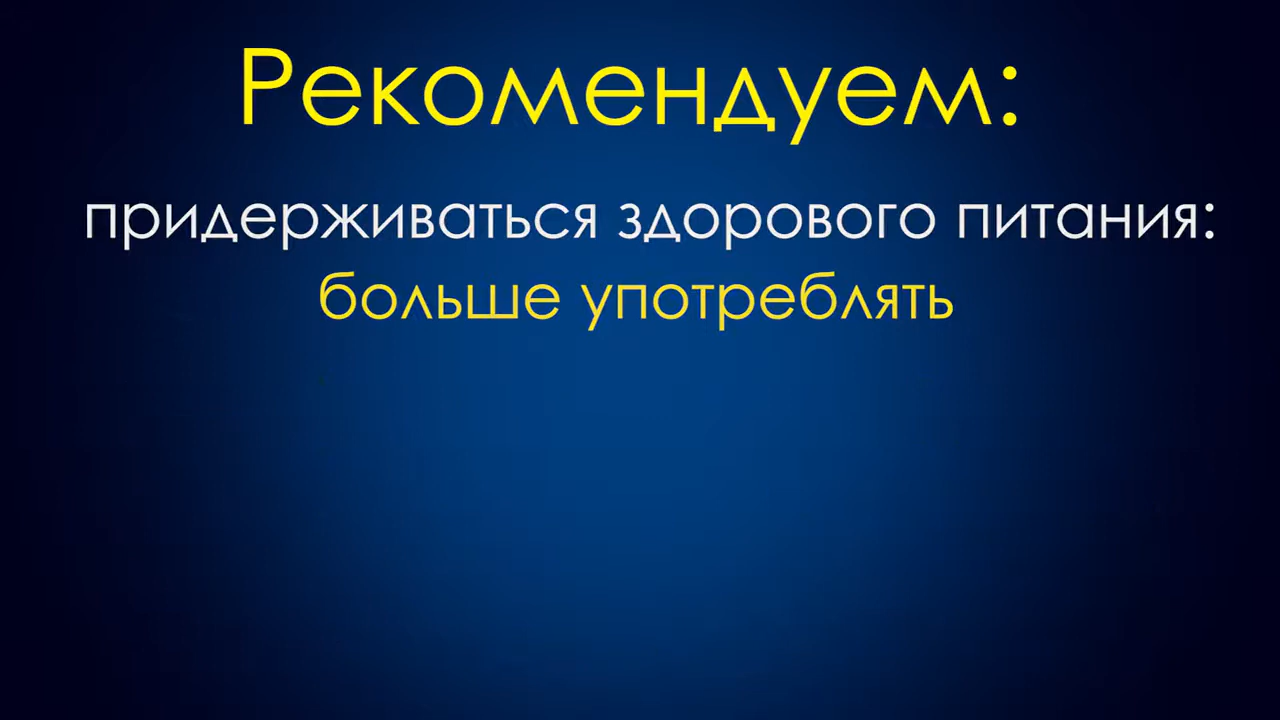 Рекомендуем:
придерживаться здорового питания:
больше употреблять